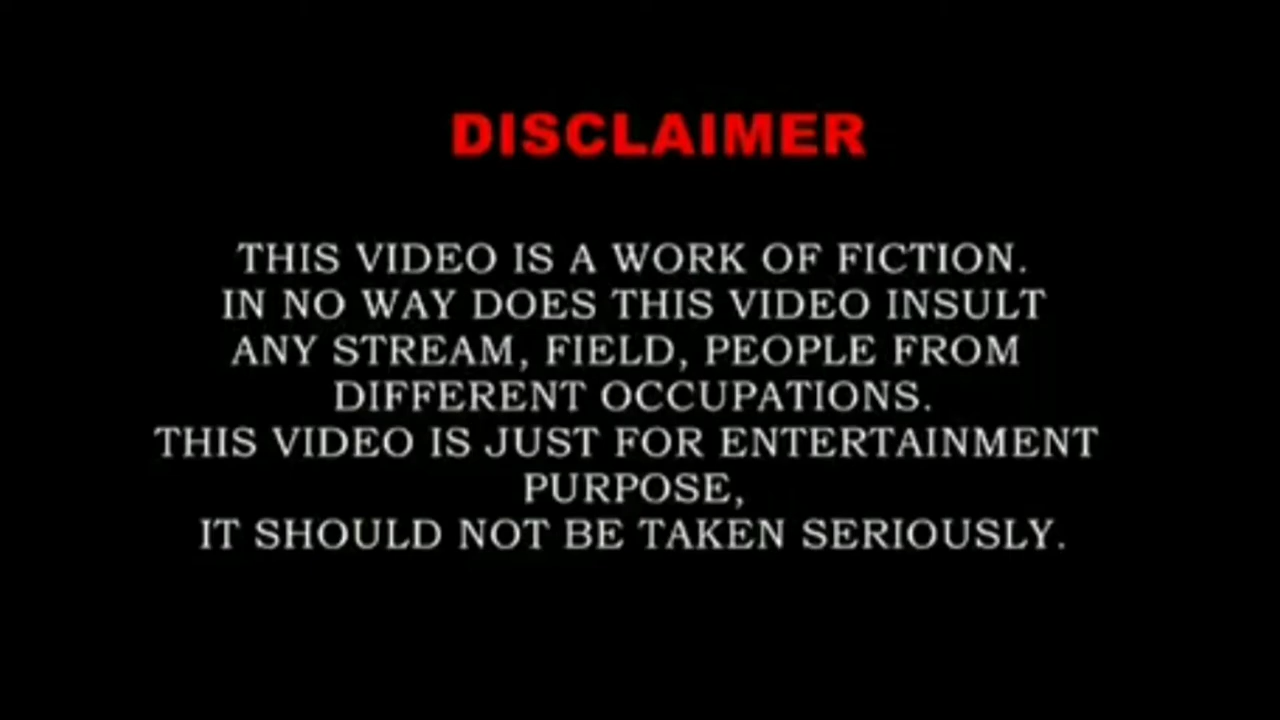 DISCLAIMER
THIS VIDEO IS A WORK OF FICTION.
IN NO WAY DOES THIS VIDEO INSULT
ANY STREAM, FIELD, PEOPLE FROM
DIFFERENT OCCUPATIONS.
THIS VIDEO IS JUST FOR ENTERTAINMENT
PURPOSE,
IT SHOULD NOT BE TAKEN SERIOUSLY.